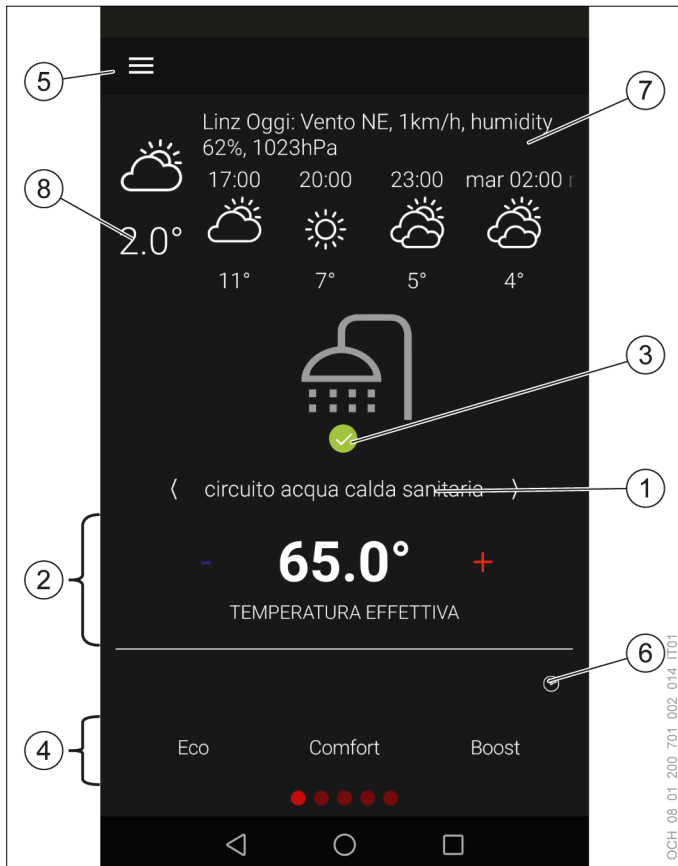 5
Linz Oggi: Vento NE, 1km/h, humidity
62%, 1023hPa
7
17:00 20:00 23:00 mar 02:00
8
2.0°
11° 7° 5° 4°
3
circuito acqua calda sanitaria
1
2
- 65.0° +
TEMPERATURA EFFETTIVA
6
4
Eco Comfort Boost
OCH 08 01 200 701 002 014 IT01